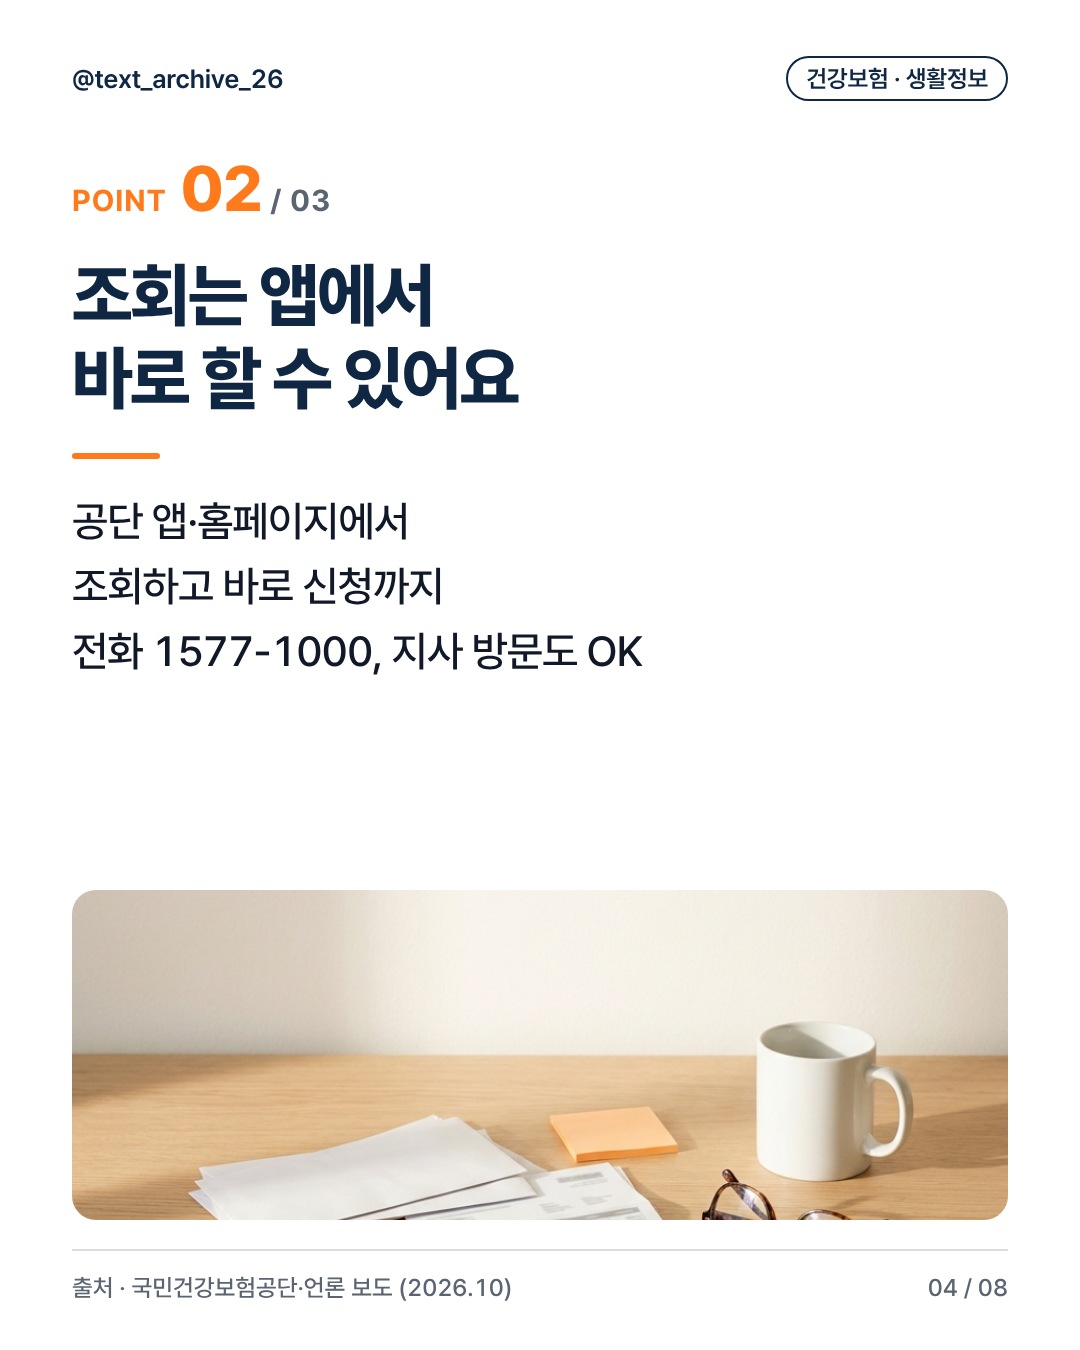 @text_archive_26
건강보험 · 생활정보
POINT 02 / 03
조회는 앱에서
바로 할 수 있어요
공단 앱·홈페이지에서
조회하고 바로 신청까지
전화 1577-1000, 지사 방문도 OK
출처 · 국민건강보험공단·언론 보도 (2026.10)
04 / 08